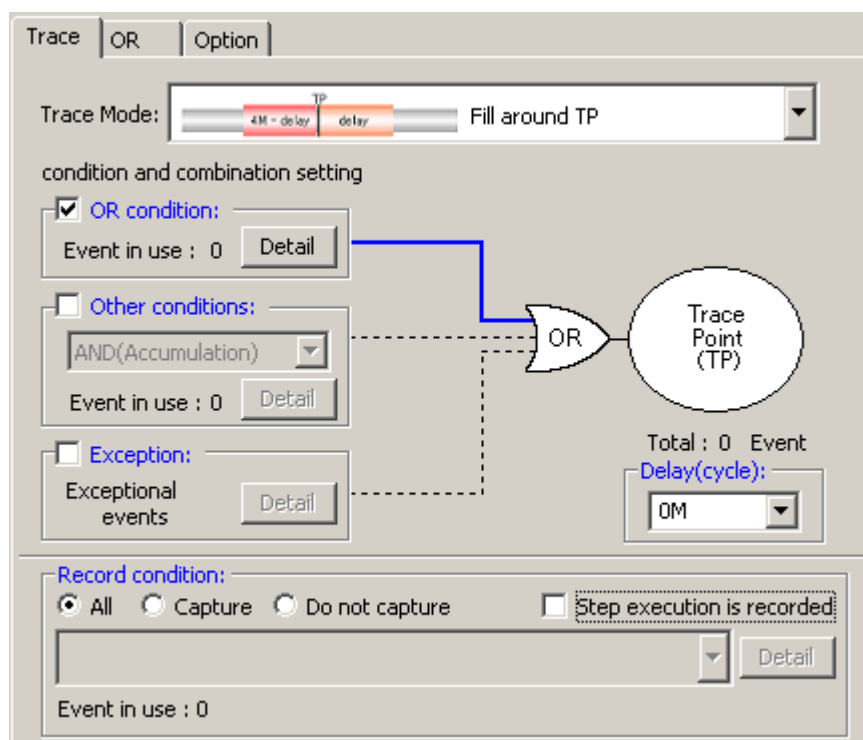 Trace OR Option
Trace Mode: 4M - delay TP delay Fill around TP
condition and combination setting
OR condition:
Event in use : 0 Detail
Other conditions:
AND(Accumulation)
Event in use : 0 Detail
Exception:
Exceptional
events
Detail
OR
Trace
Point
(TP)
Total : 0 Event
Delay(cycle):
0M
Record condition:
All Capture Do not capture Step execution is recorded
Detail
Event in use : 0